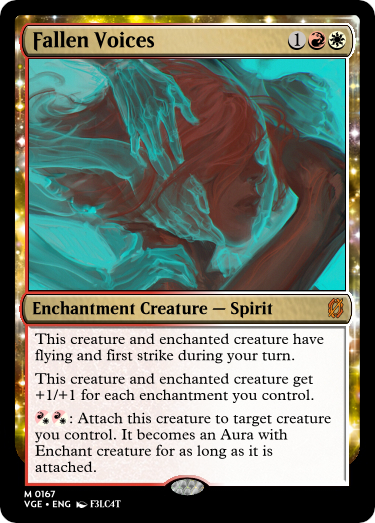 Fallen Voices 1
Enchantment Creature — Spirit
This creature and enchanted creature have
flying and first strike during your turn.
This creature and enchanted creature get
+1/+1 for each enchantment you control.
: Attach this creature to target creature
you control. It becomes an Aura with
Enchant creature for as long as it is
attached.
M 0167
VGE • ENG F3LC4T